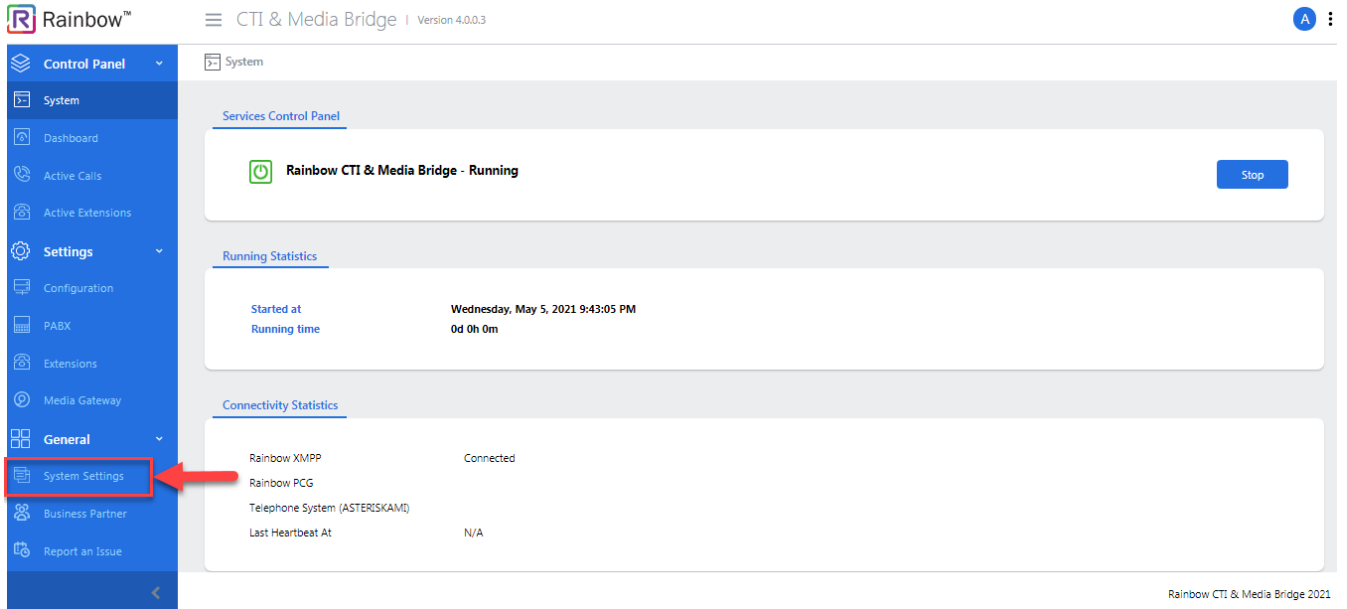 Rainbow™
CTI & Media Bridge | Version 4.0.0.3
A
Control Panel
System
Dashboard
Active Calls
Active Extensions
Settings
Configuration
PABX
Extensions
Media Gateway
General
System Settings
Business Partner
Report an Issue
System
Services Control Panel
Rainbow CTI & Media Bridge - Running
Stop
Running Statistics
Started at Wednesday, May 5, 2021 9:43:05 PM
Running time 0d 0h 0m
Connectivity Statistics
Rainbow XMPP Connected
Rainbow PCG
Telephone System (ASTERISKAMI)
Last Heartbeat At N/A
Rainbow CTI & Media Bridge 2021